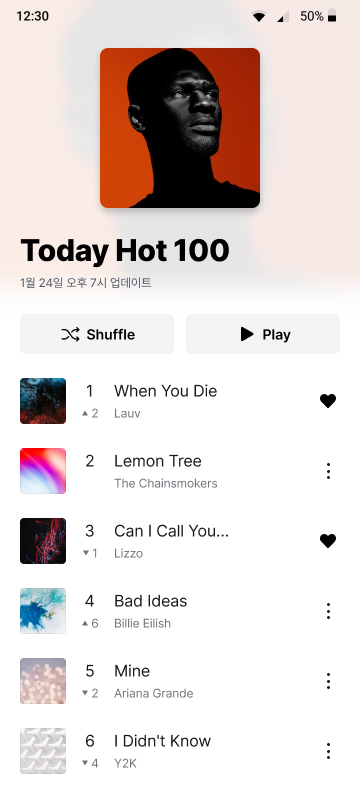 12:30 50%
Today Hot 100
1월 24일 오후 7시 업데이트
Shuffle Play
1 When You Die
2 Lauv
2 Lemon Tree
The Chainsmokers
3 Can I Call You...
1 Lizzo
4 Bad Ideas
6 Billie Eilish
5 Mine
2 Ariana Grande
6 I Didn't Know
4 Y2K